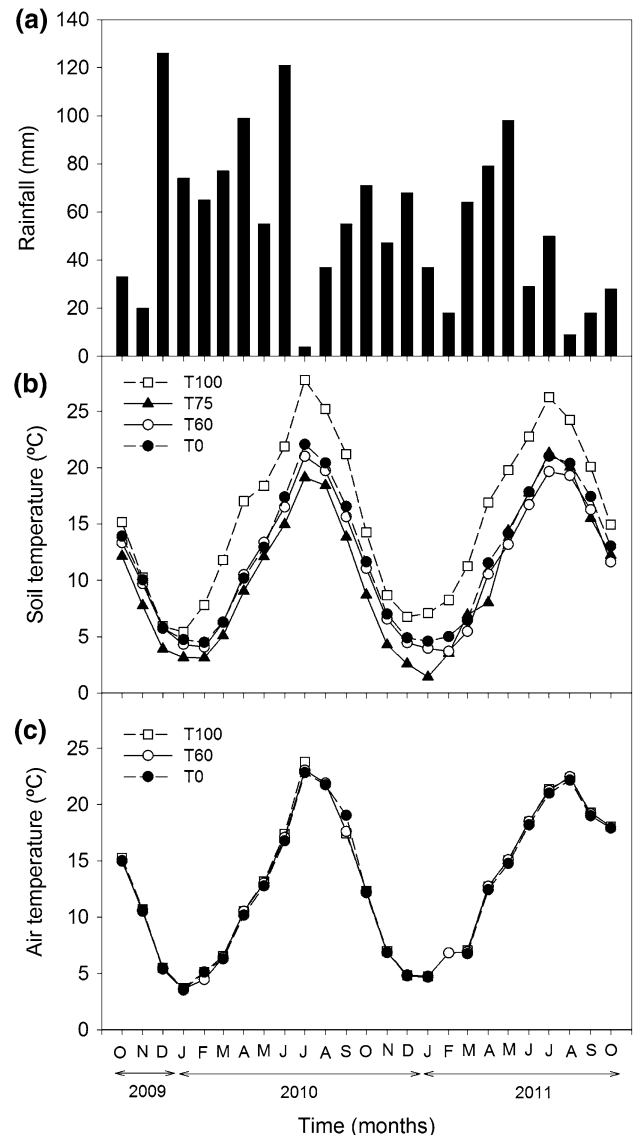 (a)
140
120
100
80
60
40
20
0
Rainfall (mm)
(b)
T100
T75
T60
T0
25
20
15
10
5
0
Soil temperature (ºC)
(c)
T100
T60
T0
25
20
15
10
5
0
Air temperature (ºC)
O N D J F M A M J J A S O N D J F M A M J J A S O
2009 2010 2011
Time (months)